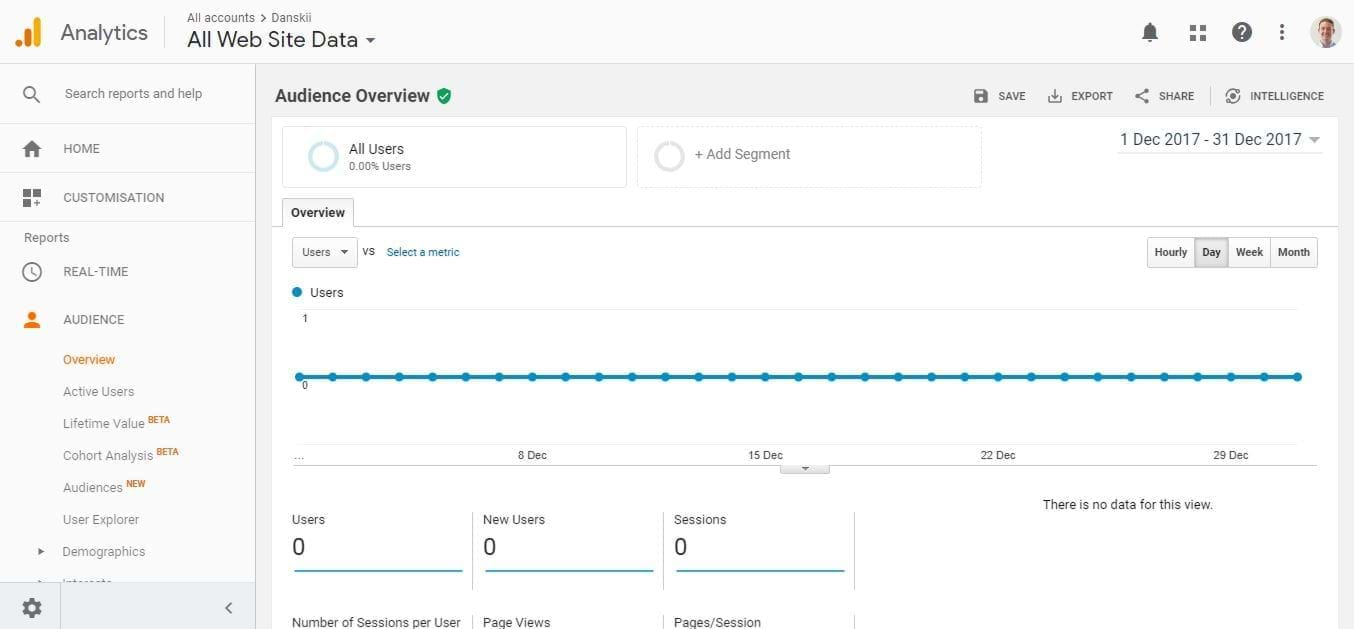 Analytics
All accounts > Danskii
All Web Site Data
Search reports and help
HOME
CUSTOMISATION
Reports
REAL-TIME
AUDIENCE
Overview
Active Users
Lifetime Value BETA
Cohort Analysis BETA
Audiences NEW
User Explorer
Demographics
Interests
Audience Overview
SAVE
EXPORT
SHARE
INTELLIGENCE
All Users
0.00% Users
+ Add Segment
1 Dec 2017 - 31 Dec 2017
Overview
Users
VS
Select a metric
Hourly
Day
Week
Month
Users
1
0
...
8 Dec
15 Dec
22 Dec
29 Dec
Users
0
New Users
0
Sessions
0
There is no data for this view.
Number of Sessions per User
Page Views
Pages/Session